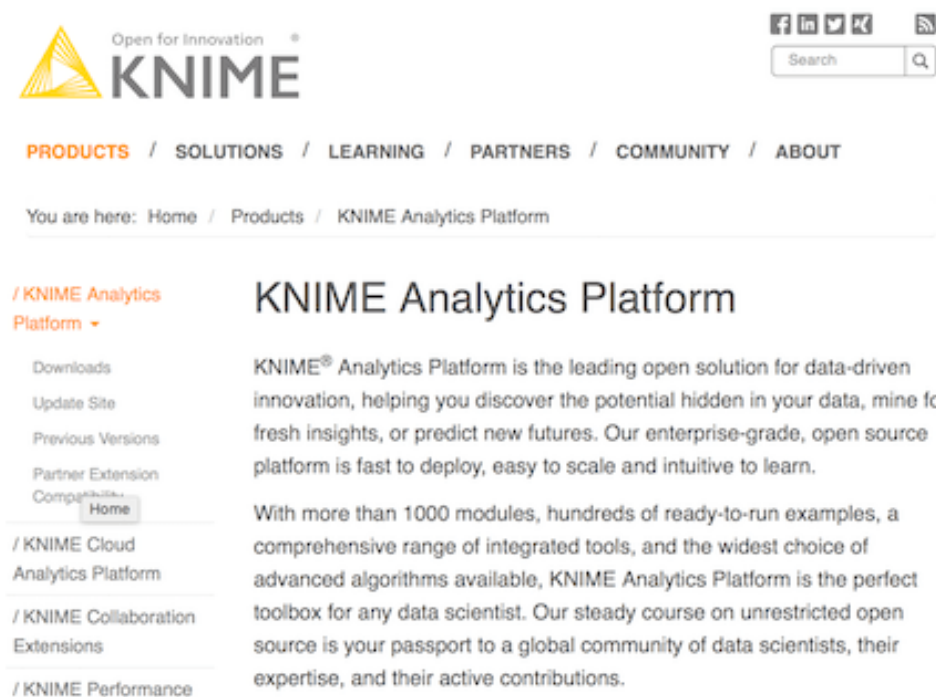 Open for Innovation ®
KNIME
Search
PRODUCTS / SOLUTIONS / LEARNING / PARTNERS / COMMUNITY / ABOUT
You are here: Home / Products / KNIME Analytics Platform
/ KNIME Analytics
Platform
Downloads
Update Site
Previous Versions
Partner Extension
Compatibility
Home
/ KNIME Cloud
Analytics Platform
/ KNIME Collaboration
Extensions
/ KNIME Performance
KNIME Analytics Platform
KNIME® Analytics Platform is the leading open solution for data-driven
innovation, helping you discover the potential hidden in your data, mine fo
fresh insights, or predict new futures. Our enterprise-grade, open source
platform is fast to deploy, easy to scale and intuitive to learn.
With more than 1000 modules, hundreds of ready-to-run examples, a
comprehensive range of integrated tools, and the widest choice of
advanced algorithms available, KNIME Analytics Platform is the perfect
toolbox for any data scientist. Our steady course on unrestricted open
source is your passport to a global community of data scientists, their
expertise, and their active contributions.